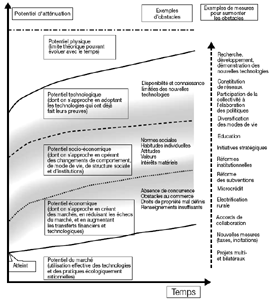 Potentiel d'atténuation
Exemples
d'obstacles
Exemples de mesures
pour surmonter
les obstacles
Potentiel physique
(limite théorique pouvant
évoluer avec le temps)
Potentiel technologique
(dont on s'approche en adoptant
les technologies qui ont déjà
fait leurs preuves)
Disponibilité et connaissance
limitées des nouvelles
technologies
Potentiel socio-économique
(dont on s'approche en opérant
des changements de comportement,
de mode de vie, de structure sociale
et d'institutions)
Normes sociales
Habitudes individuelles
Attitudes
Valeurs
Intérêts matériels
Potentiel économique
(dont on s'approche en créant
des marchés, en réduisant les échecs
du marché, et en augmentant
les transferts financiers et
technologiques)
Absence de concurrence
Obstacles au commerce
Droits de propriété mal définis
Renseignements insuffisants
Atteint
Potentiel du marché
(utilisation effective des technologies
et des pratiques écologiquement
rationnelles)
Recherche,
développement,
démonstration des
nouvelles technologies
Constitution
de réseaux
Participation de la
collectivité à
l'élaboration
des politiques
Diversification
des modes de vie
Education
Initiatives stratégiques
Réformes
institutionnelles
Réforme
des subventions
Microcrédit
Electrification
rurale
Accords de
collaboration
Nouvelles mesures
(taxes, incitations)
Projets multi-
et bilatéraux
Temps